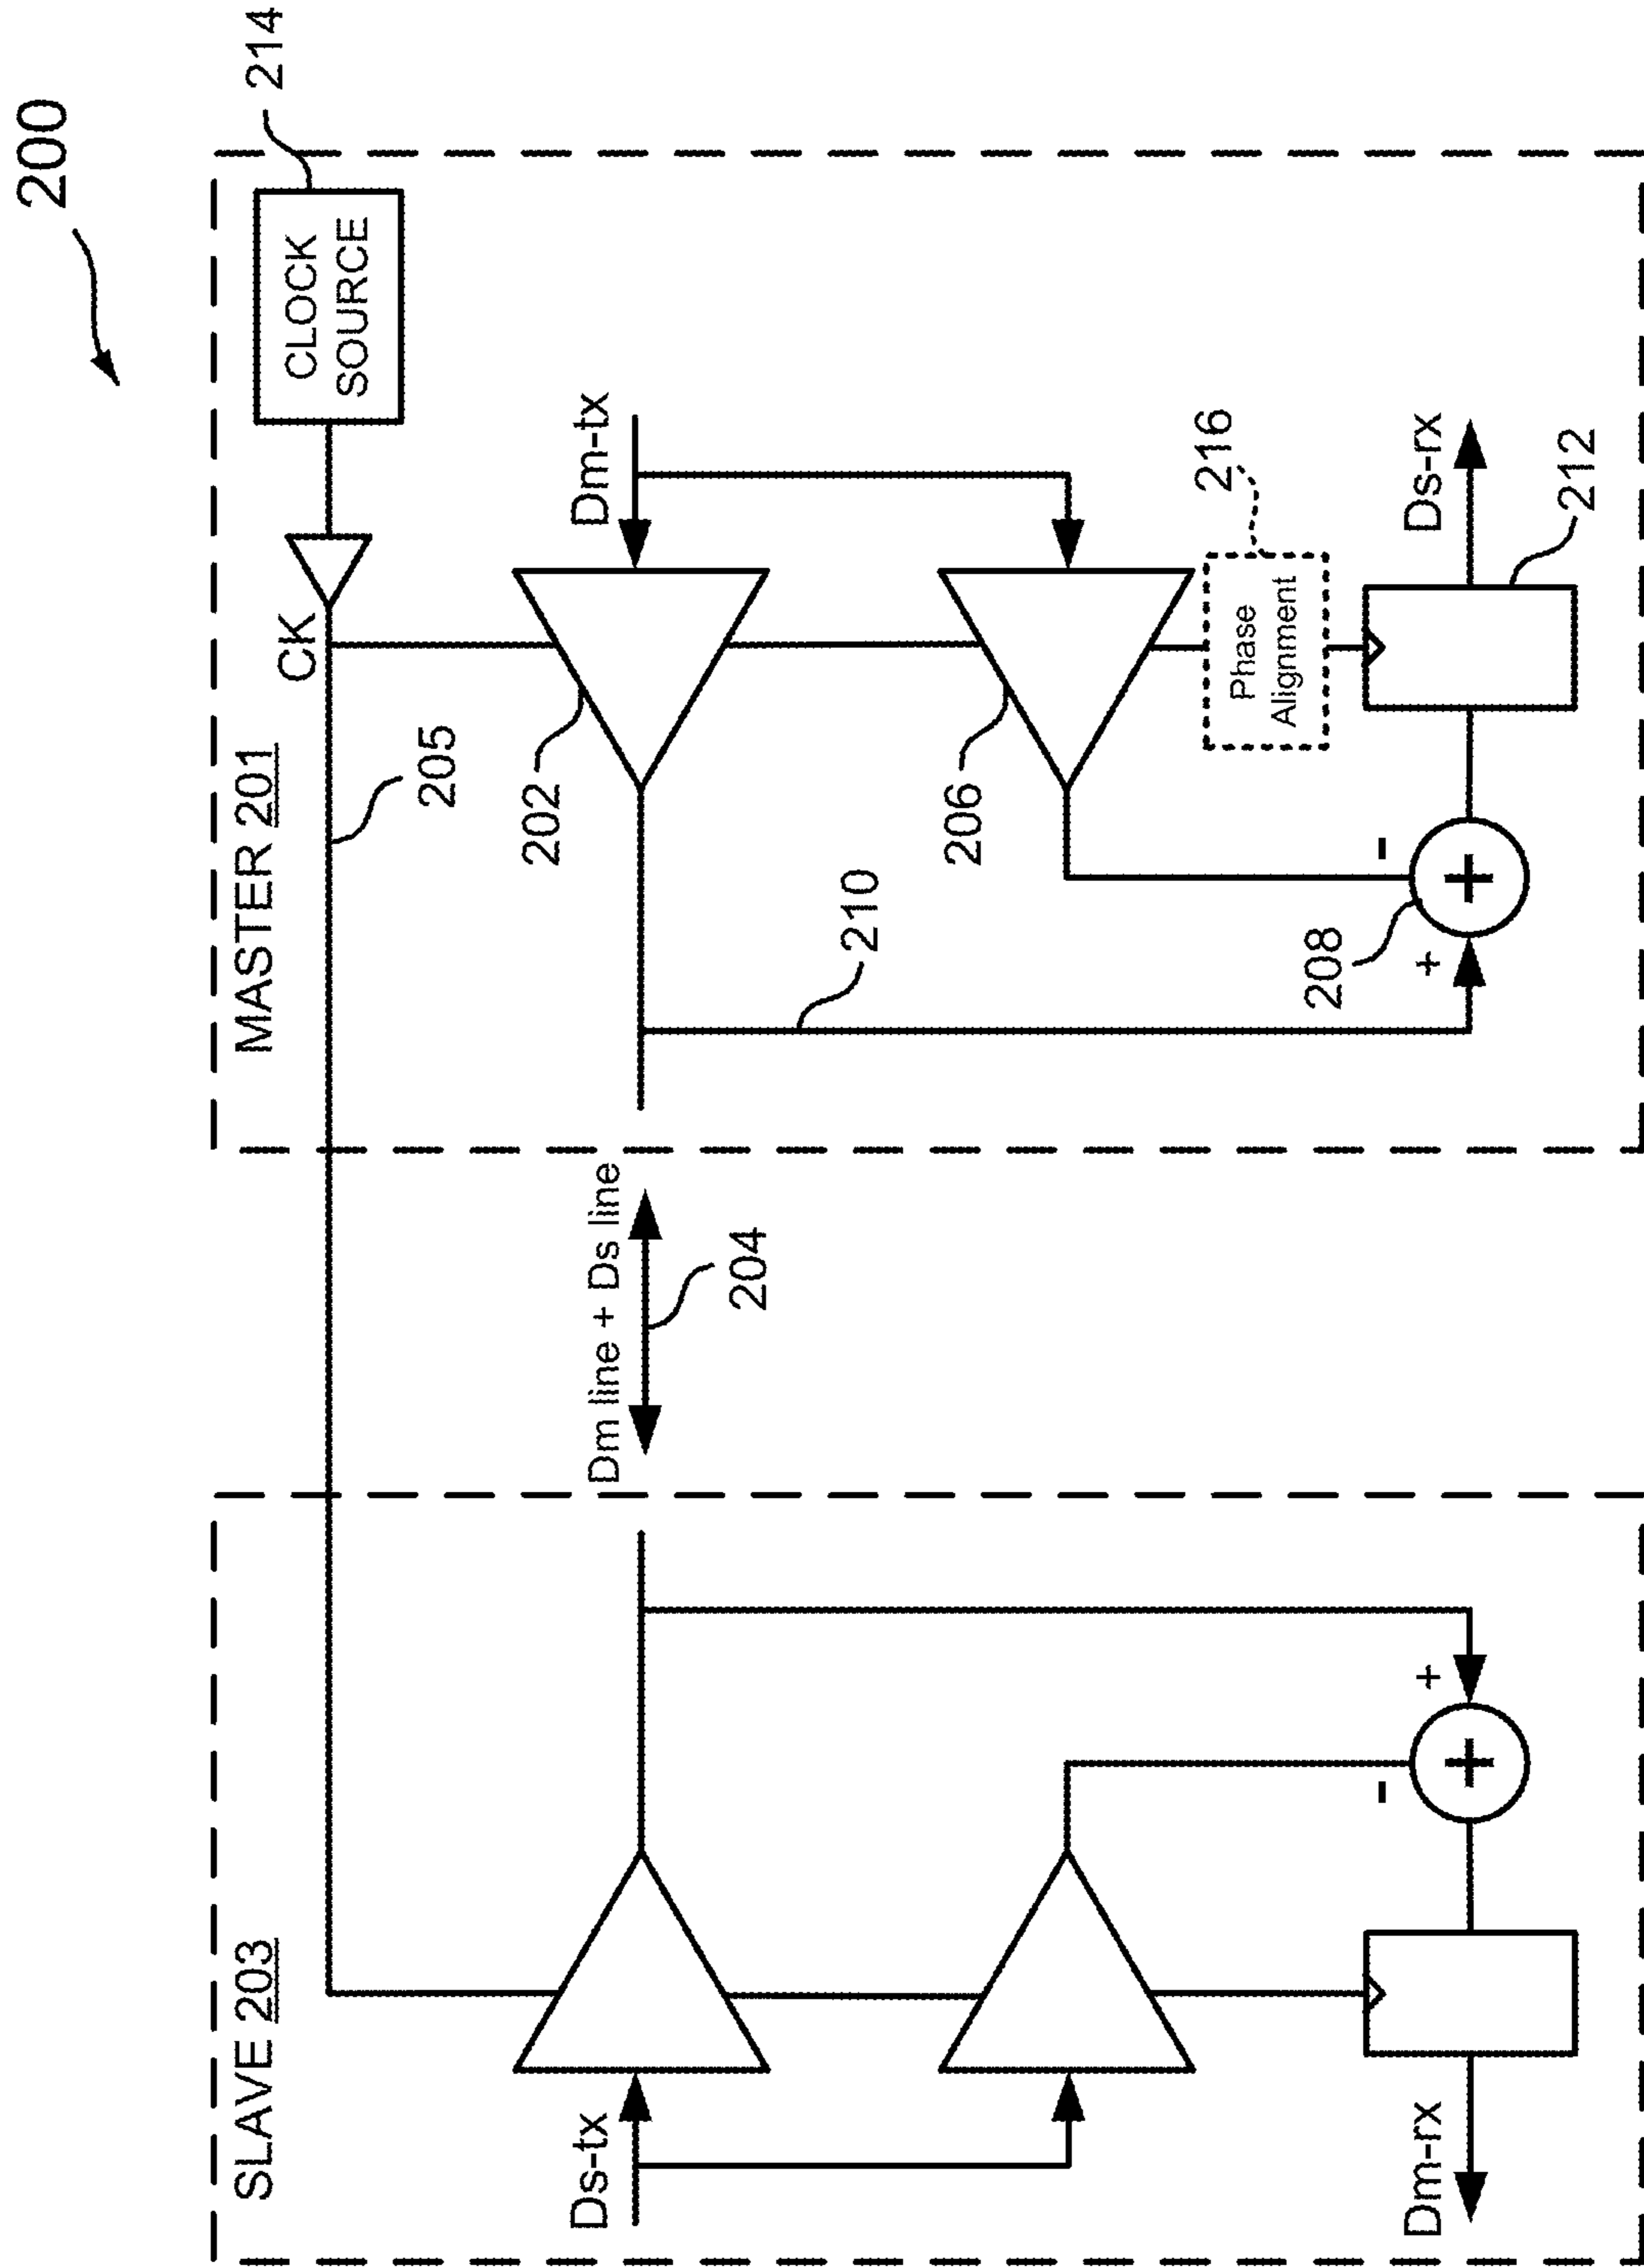 200
SLAVE 203
MASTER 201
214
CLOCK
SOURCE
CK
205
Ds-tx
Dm line + Ds line
204
Dm-tx
202
206
210
216
Phase
Alignment
208
+
-
+
-
+
+
Dm-rx
Ds-rx
212